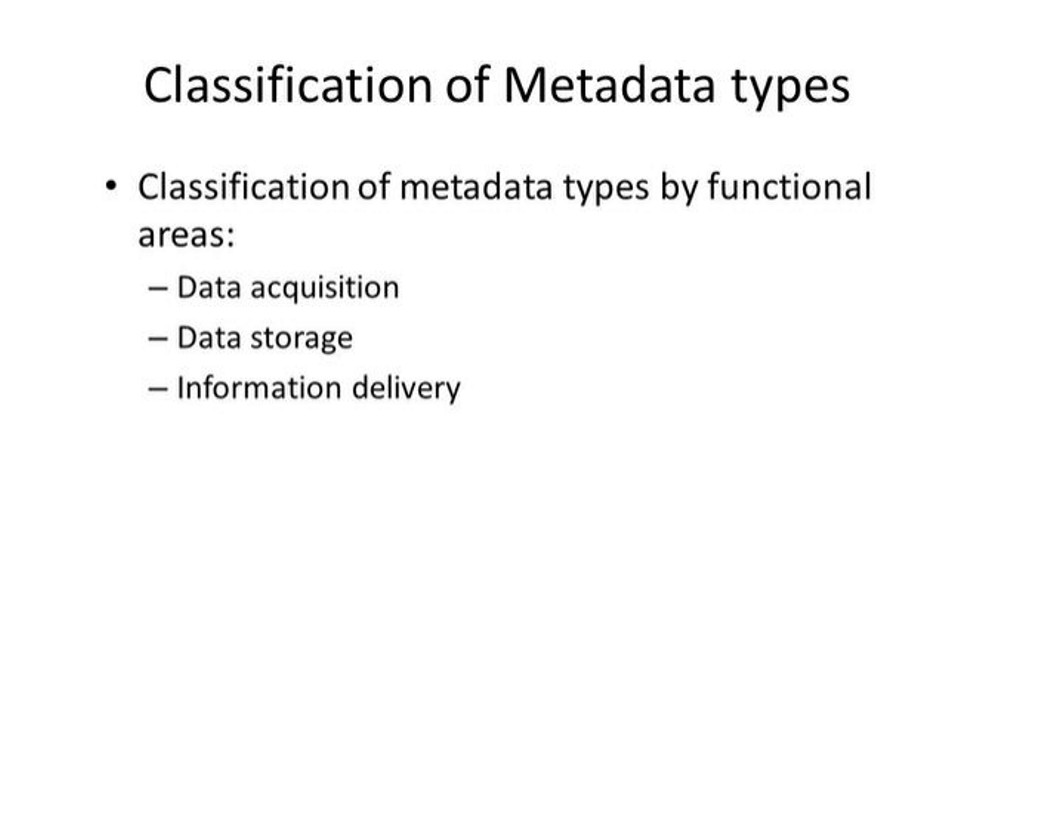 Classification of Metadata types
• Classification of metadata types by functional
areas:
– Data acquisition
– Data storage
– Information delivery